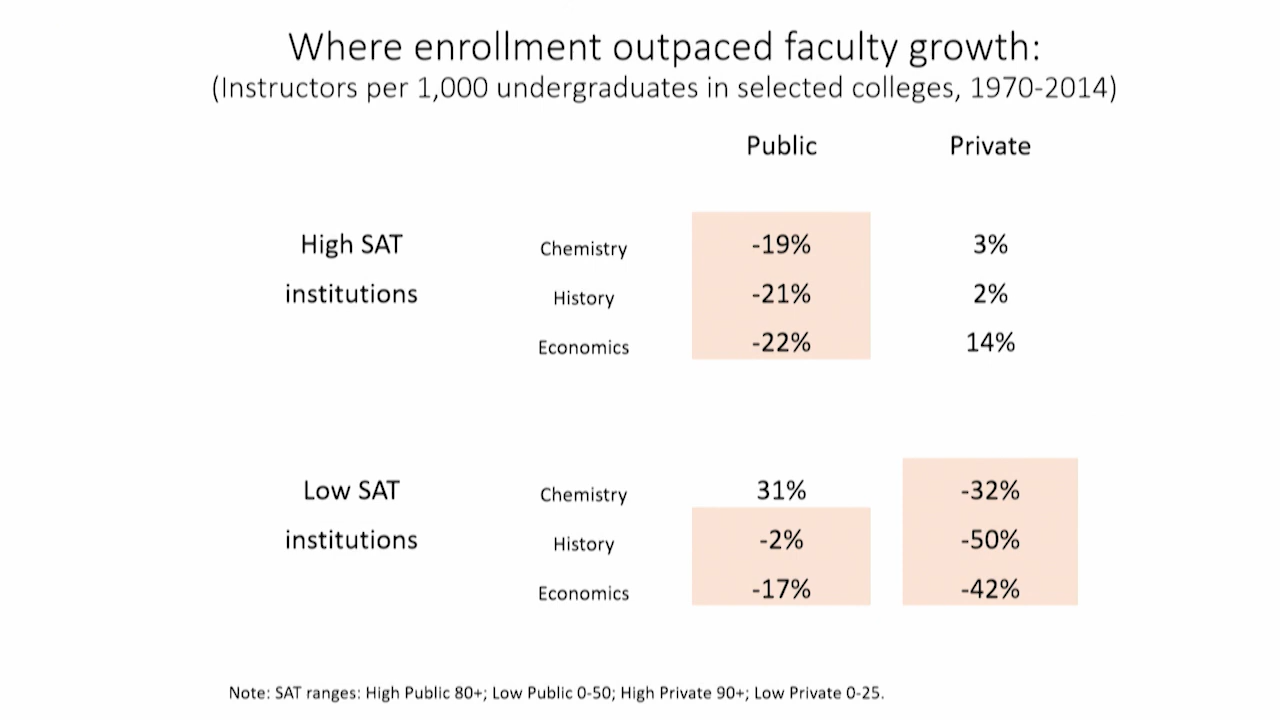 Where enrollment outpaced faculty growth:
(Instructors per 1,000 undergraduates in selected colleges, 1970-2014)
Public Private
High SAT Chemistry -19% 3%
institutions History -21% 2%
Economics -22% 14%
Low SAT Chemistry 31% -32%
institutions History -2% -50%
Economics -17% -42%
Note: SAT ranges: High Public 80+; Low Public 0-50; High Private 90+; Low Private 0-25.